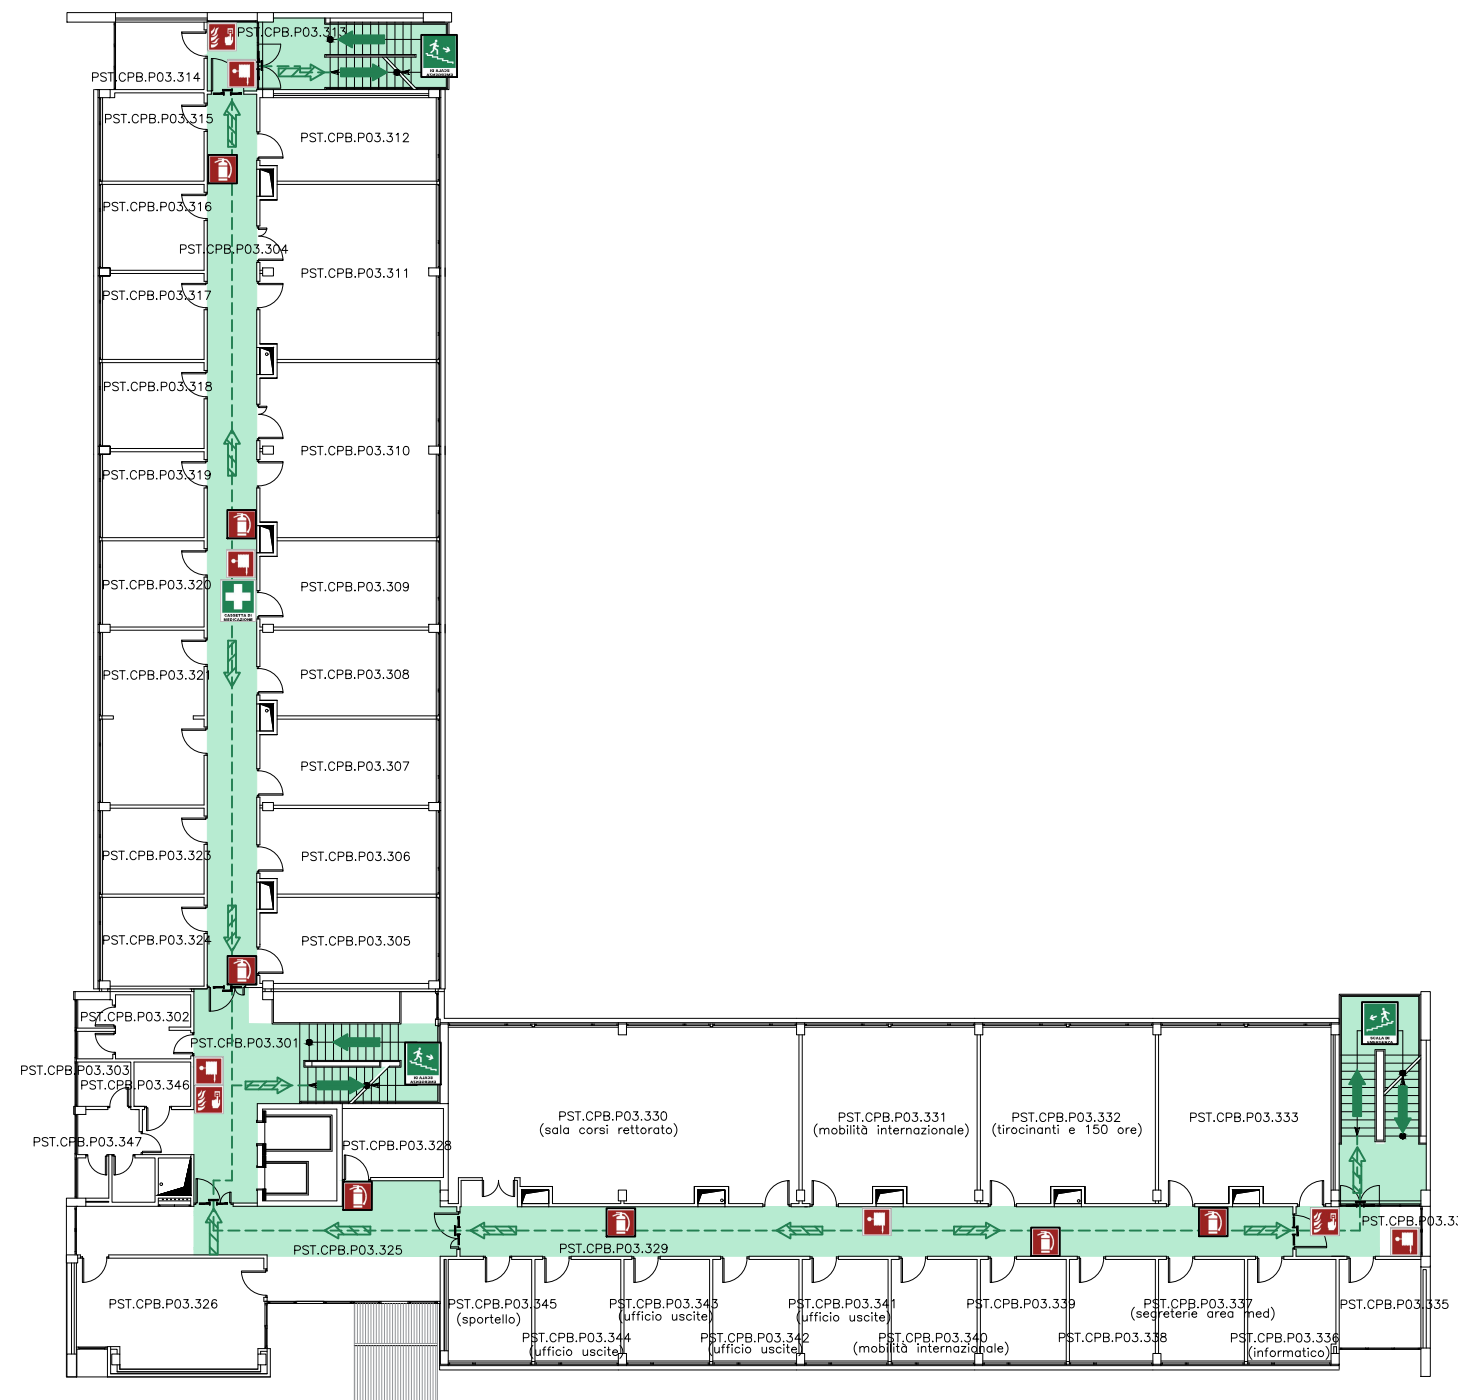 PST.CPB.P03.313
PST.CPB.P03.314
PST.CPB.P03.315
PST.CPB.P03.312
PST.CPB.P03.316
PST.CPB.P03.304
PST.CPB.P03.311
PST.CPB.P03.317
PST.CPB.P03.318
PST.CPB.P03.310
PST.CPB.P03.319
PST.CPB.P03.320
PST.CPB.P03.309
CASSETTA DI
MEDICAZIONE
PST.CPB.P03.321
PST.CPB.P03.308
PST.CPB.P03.307
PST.CPB.P03.323
PST.CPB.P03.306
PST.CPB.P03.324
PST.CPB.P03.305
PST.CPB.P03.302
PST.CPB.P03.301
SCALA DI
EMERGENZA
PST.CPB.P03.303
PST.CPB.P03.346
SCALA DI
EMERGENZA
PST.CPB.P03.347
PST.CPB.P03.328
PST.CPB.P03.330
(sala corsi rettorato)
PST.CPB.P03.331
(mobilità internazionale)
PST.CPB.P03.332
(tirocinanti e 150 ore)
PST.CPB.P03.333
PST.CPB.P03.325
PST.CPB.P03.329
PST.CPB.P03.326
PST.CPB.P03.345
(sportello)
PST.CPB.P03.344
(ufficio uscite)
PST.CPB.P03.343
(ufficio uscite)
PST.CPB.P03.342
(ufficio uscite)
PST.CPB.P03.341
(ufficio uscite)
PST.CPB.P03.340
(mobilità internazionale)
PST.CPB.P03.339
PST.CPB.P03.338
PST.CPB.P03.337
(segreterie area med)
PST.CPB.P03.336
(informatico)
PST.CPB.P03.335